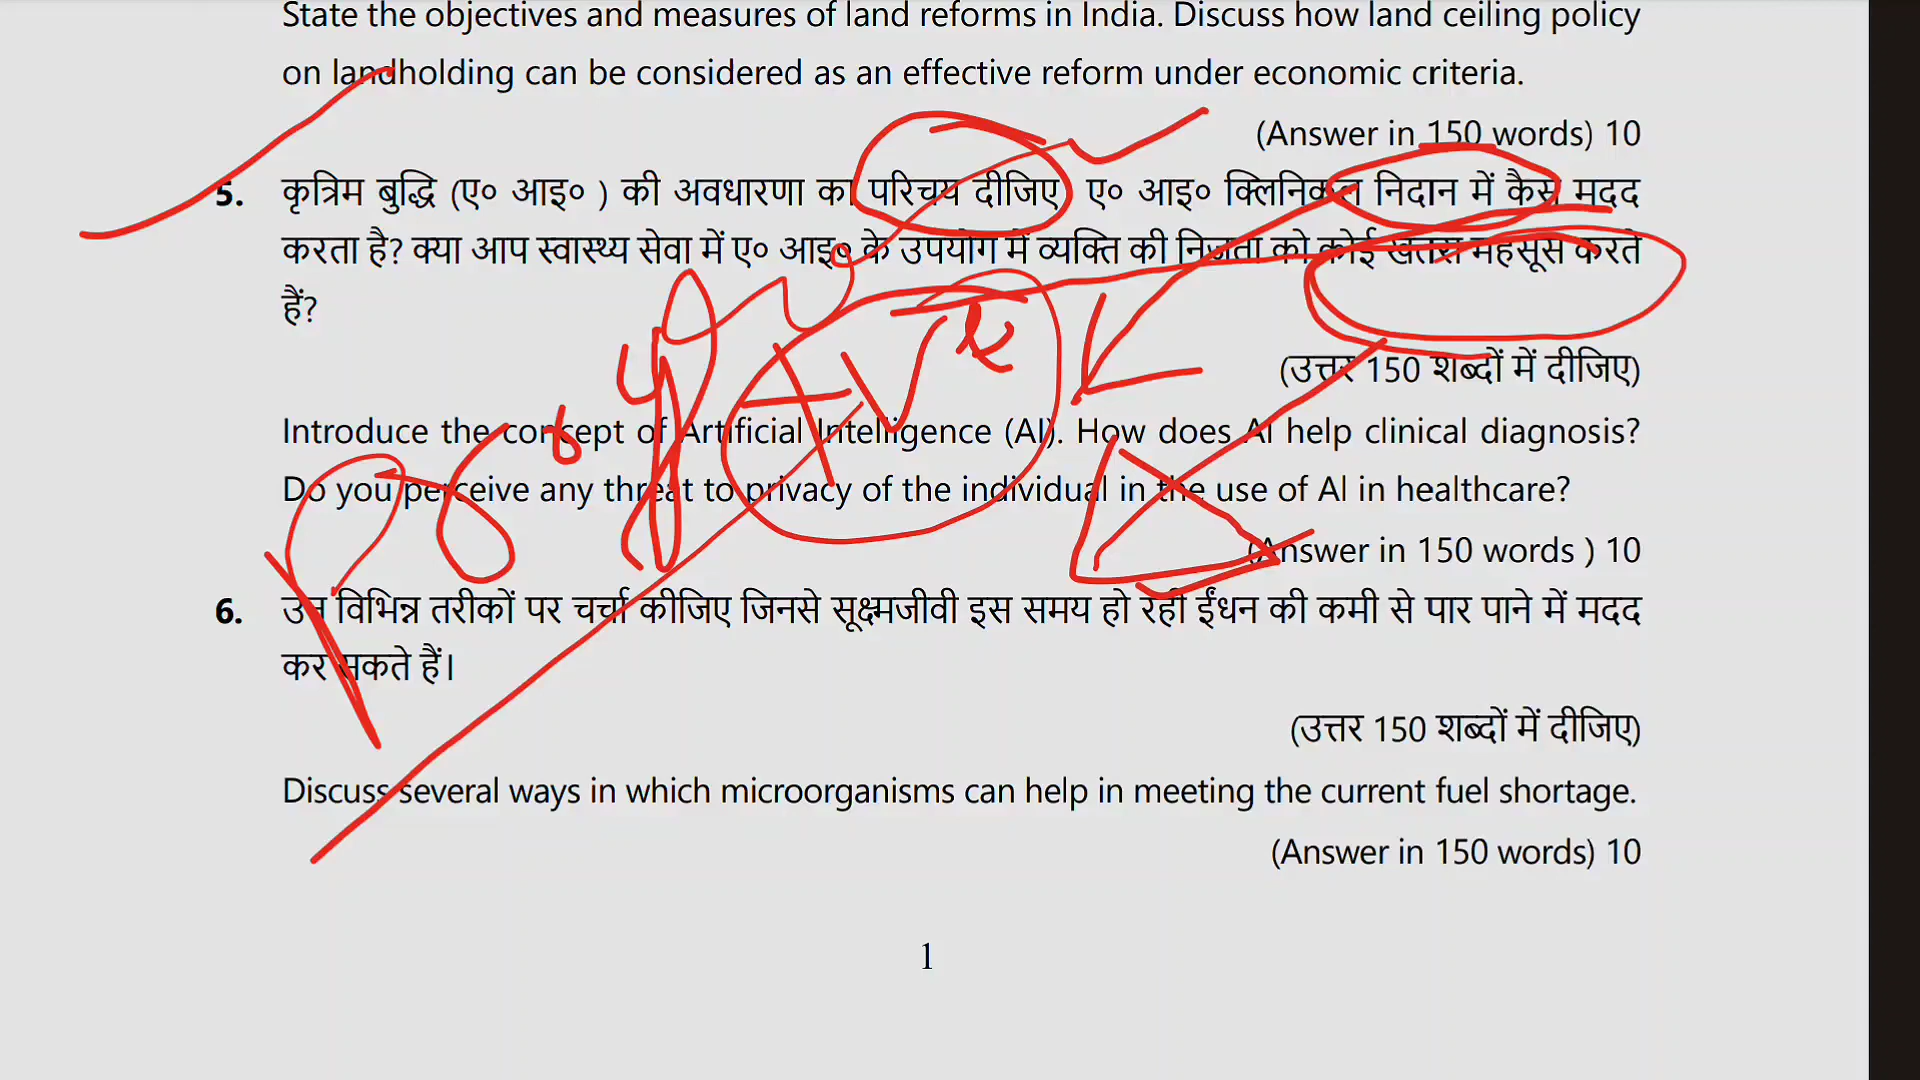 State the objectives and measures of land reforms in India. Discuss how land ceiling policy
on landholding can be considered as an effective reform under economic criteria.
(Answer in 150 words) 10
5. कृत्रिम बुद्धि (ए० आइ० ) की अवधारणा का परिचय दीजिए ए० आइ० क्लिनिकल निदान में कैसे मदद
करता है? क्या आप स्वास्थ्य सेवा में ए० आइ० के उपयोग में व्यक्ति की निजता को कोई खतरा महसूस करते
हैं?
(उत्तर 150 शब्दों में दीजिए)
Introduce the concept of Artificial Intelligence (AI). How does AI help clinical diagnosis?
Do you perceive any threat to privacy of the individual in the use of AI in healthcare?
(Answer in 150 words ) 10
6. उन विभिन्न तरीकों पर चर्चा कीजिए जिनसे सूक्ष्मजीवी इस समय हो रही ईंधन की कमी से पार पाने में मदद
कर सकते हैं।
(उत्तर 150 शब्दों में दीजिए)
Discuss several ways in which microorganisms can help in meeting the current fuel shortage.
(Answer in 150 words) 10
1